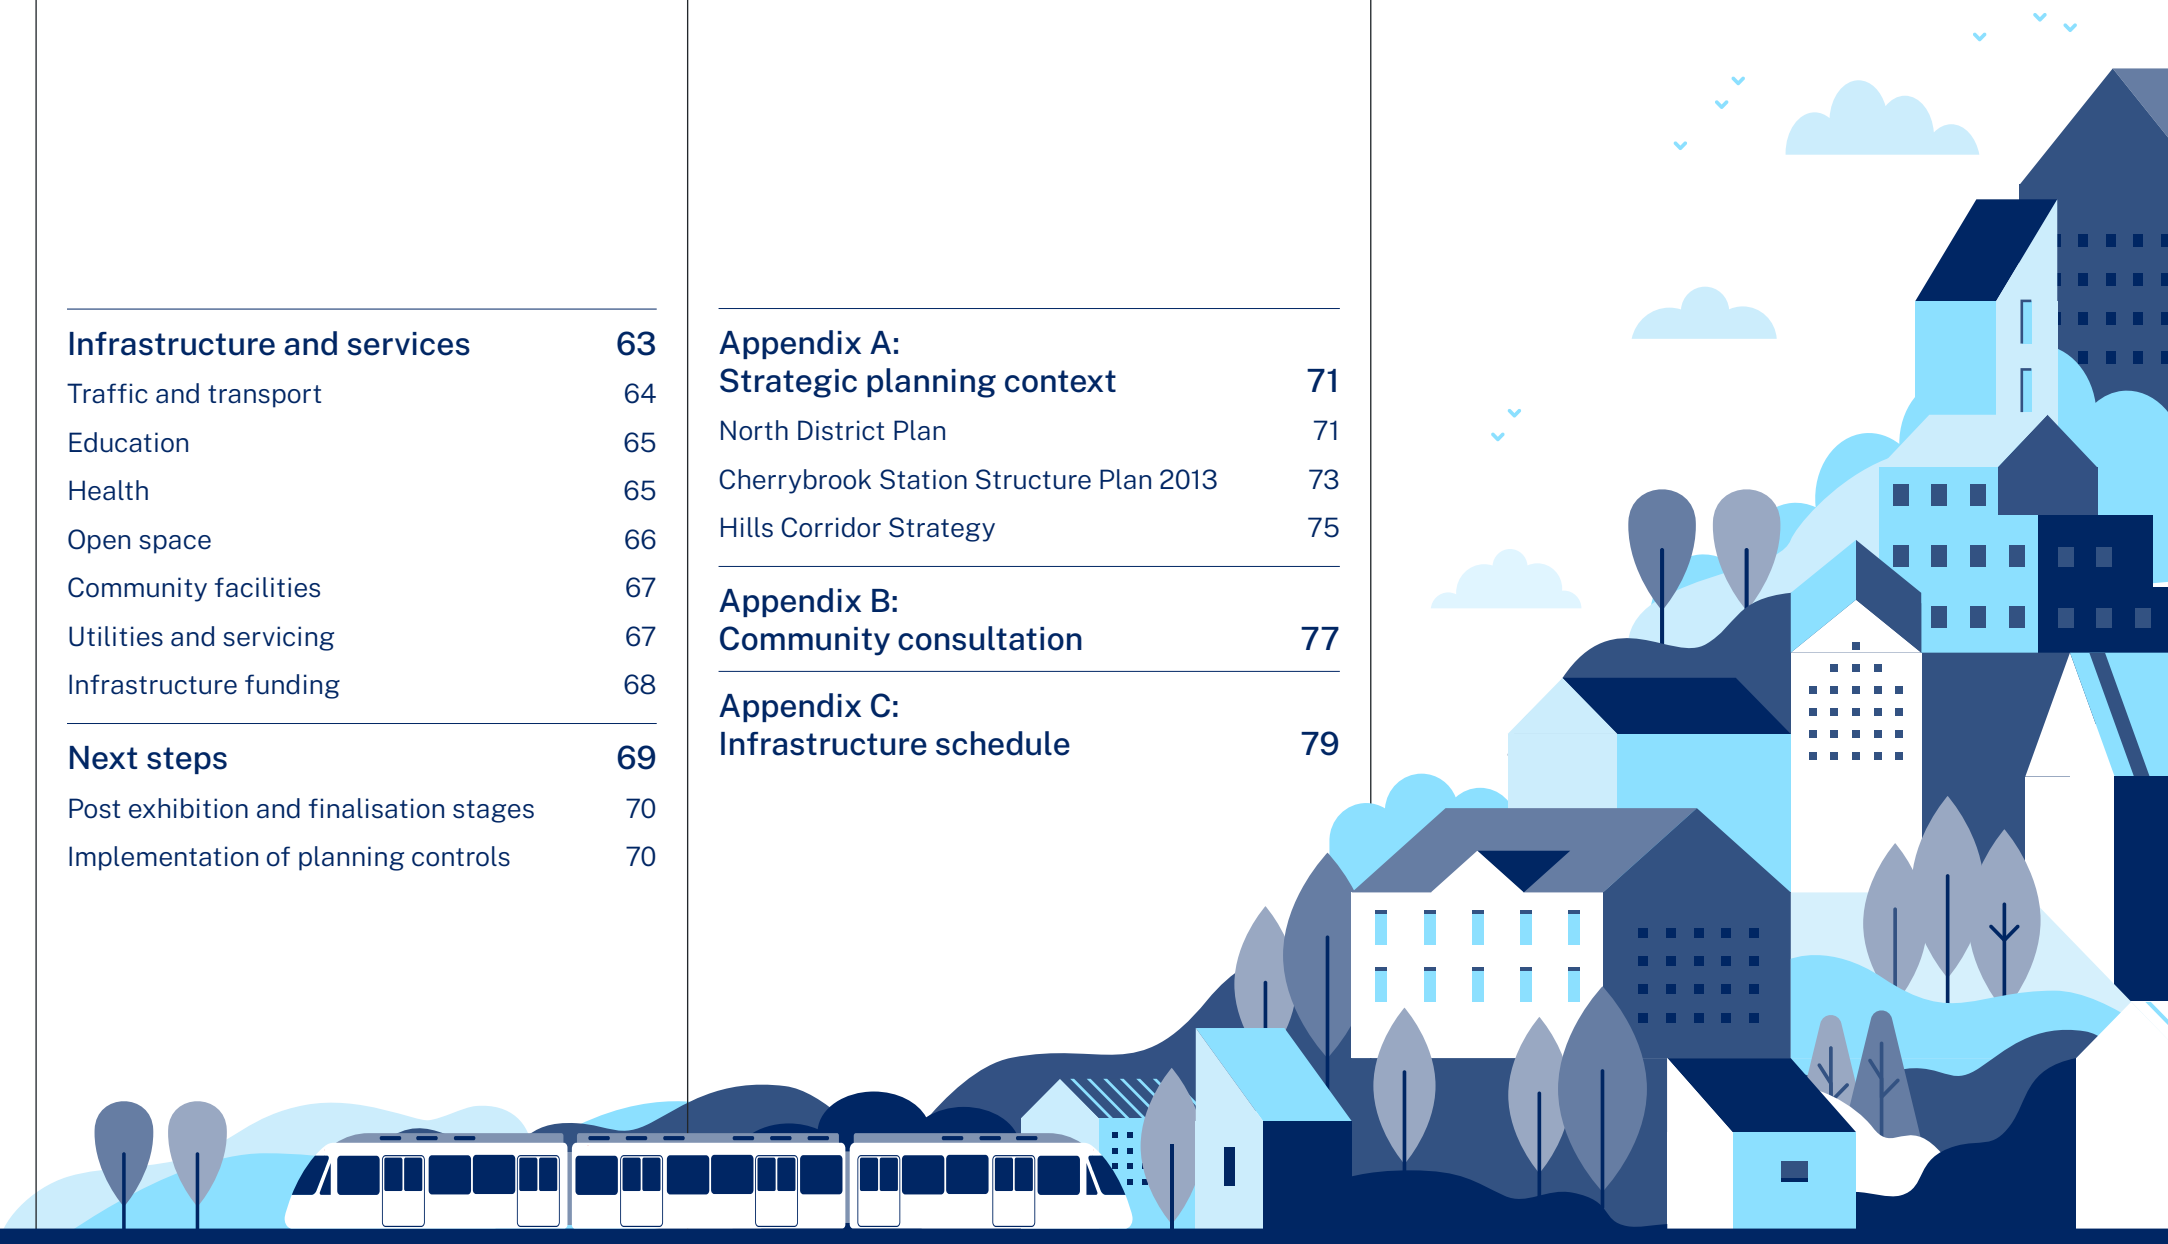 Infrastructure and services 63
Traffic and transport 64
Education 65
Health 65
Open space 66
Community facilities 67
Utilities and servicing 67
Infrastructure funding 68
Next steps 69
Post exhibition and finalisation stages 70
Implementation of planning controls 70
Appendix A:
Strategic planning context 71
North District Plan 71
Cherrybrook Station Structure Plan 2013 73
Hills Corridor Strategy 75
Appendix B:
Community consultation 77
Appendix C:
Infrastructure schedule 79